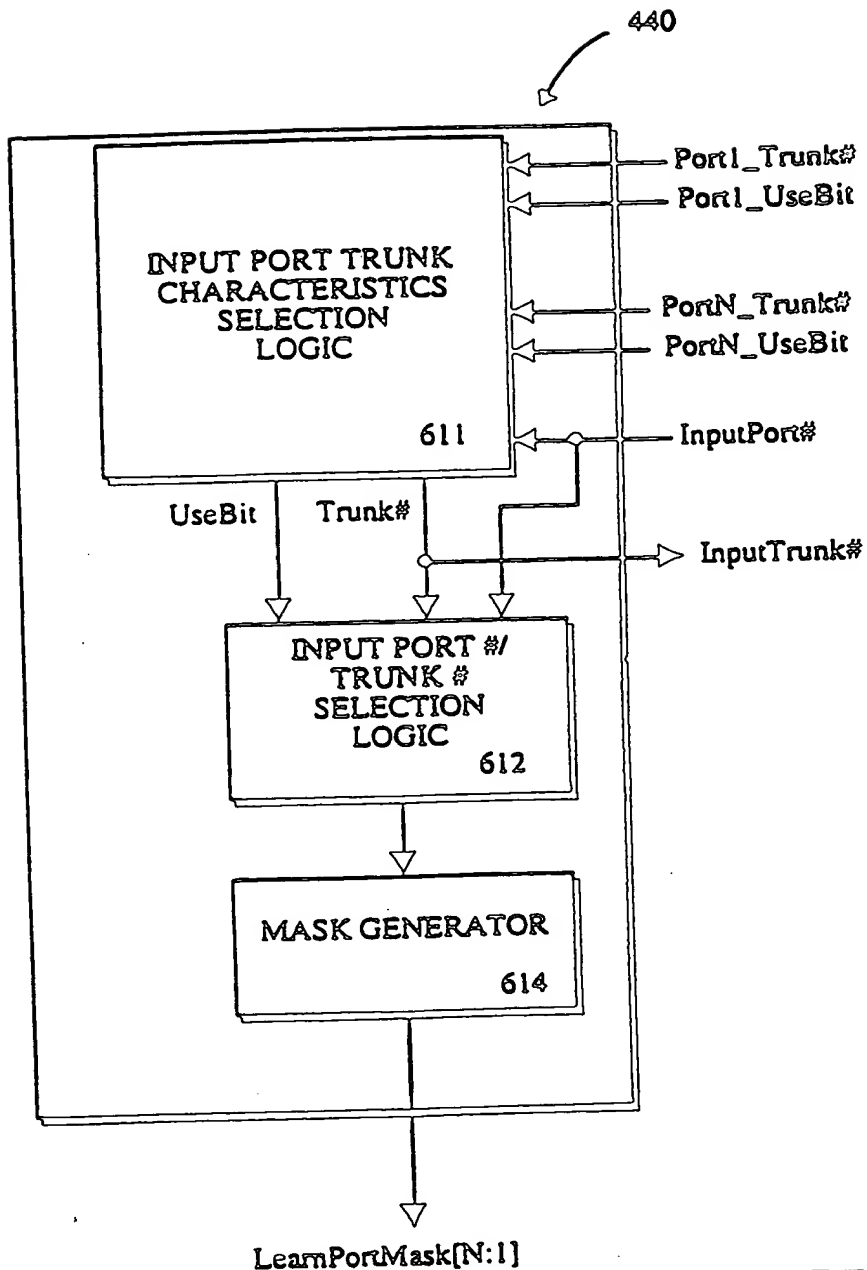 440
Port1_Trunk#
Port1_UseBit
INPUT PORT TRUNK
CHARACTERISTICS
SELECTION
LOGIC
611
PortN_Trunk#
PortN_UseBit
InputPort#
UseBit
Trunk#
InputTrunk#
INPUT PORT #/
TRUNK #
SELECTION
LOGIC
612
MASK GENERATOR
614
LearnPortMask[N:1]